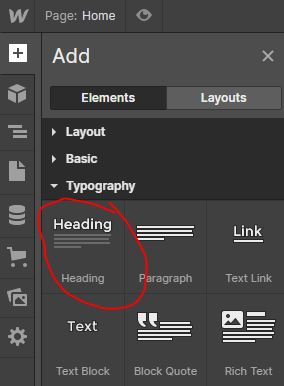 Page: Home
Add
Elements Layouts
Layout
Basic
Typography
Heading Link
Heading Paragraph Text Link
Text
Text Block Block Quote Rich Text